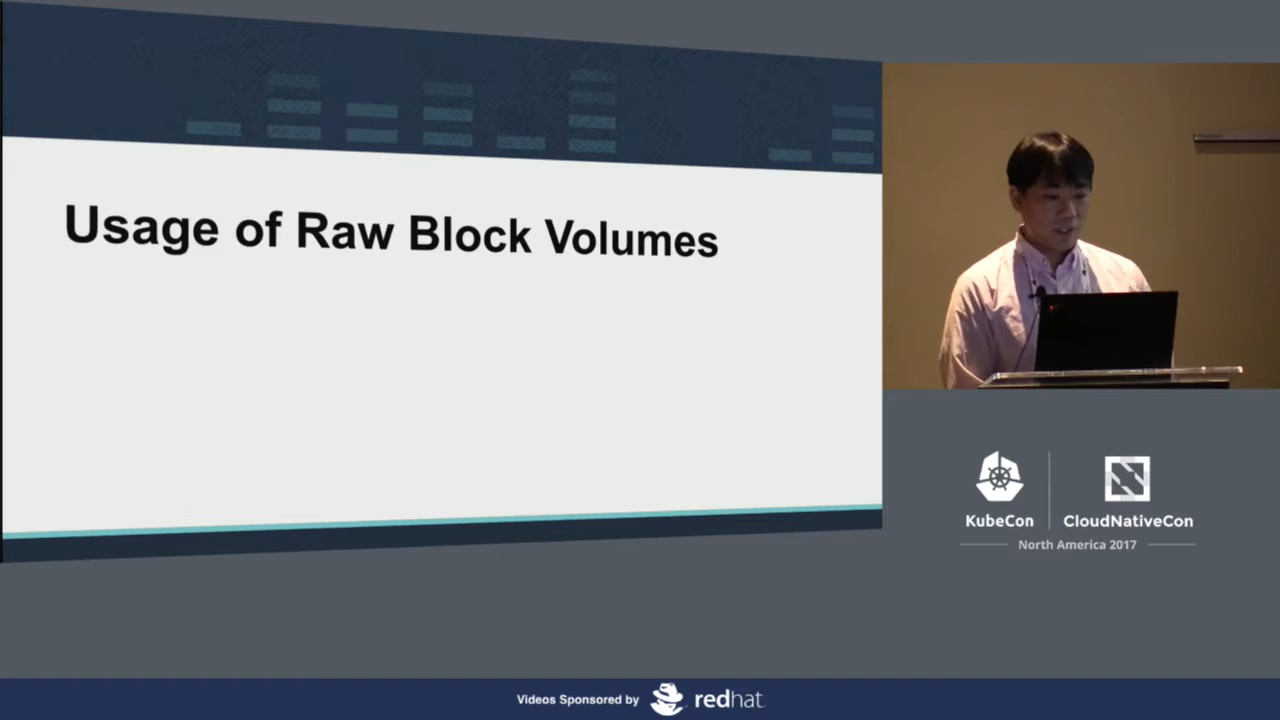 Usage of Raw Block Volumes
KubeCon
CloudNativeCon
North America 2017
Videos Sponsored by
redhat.